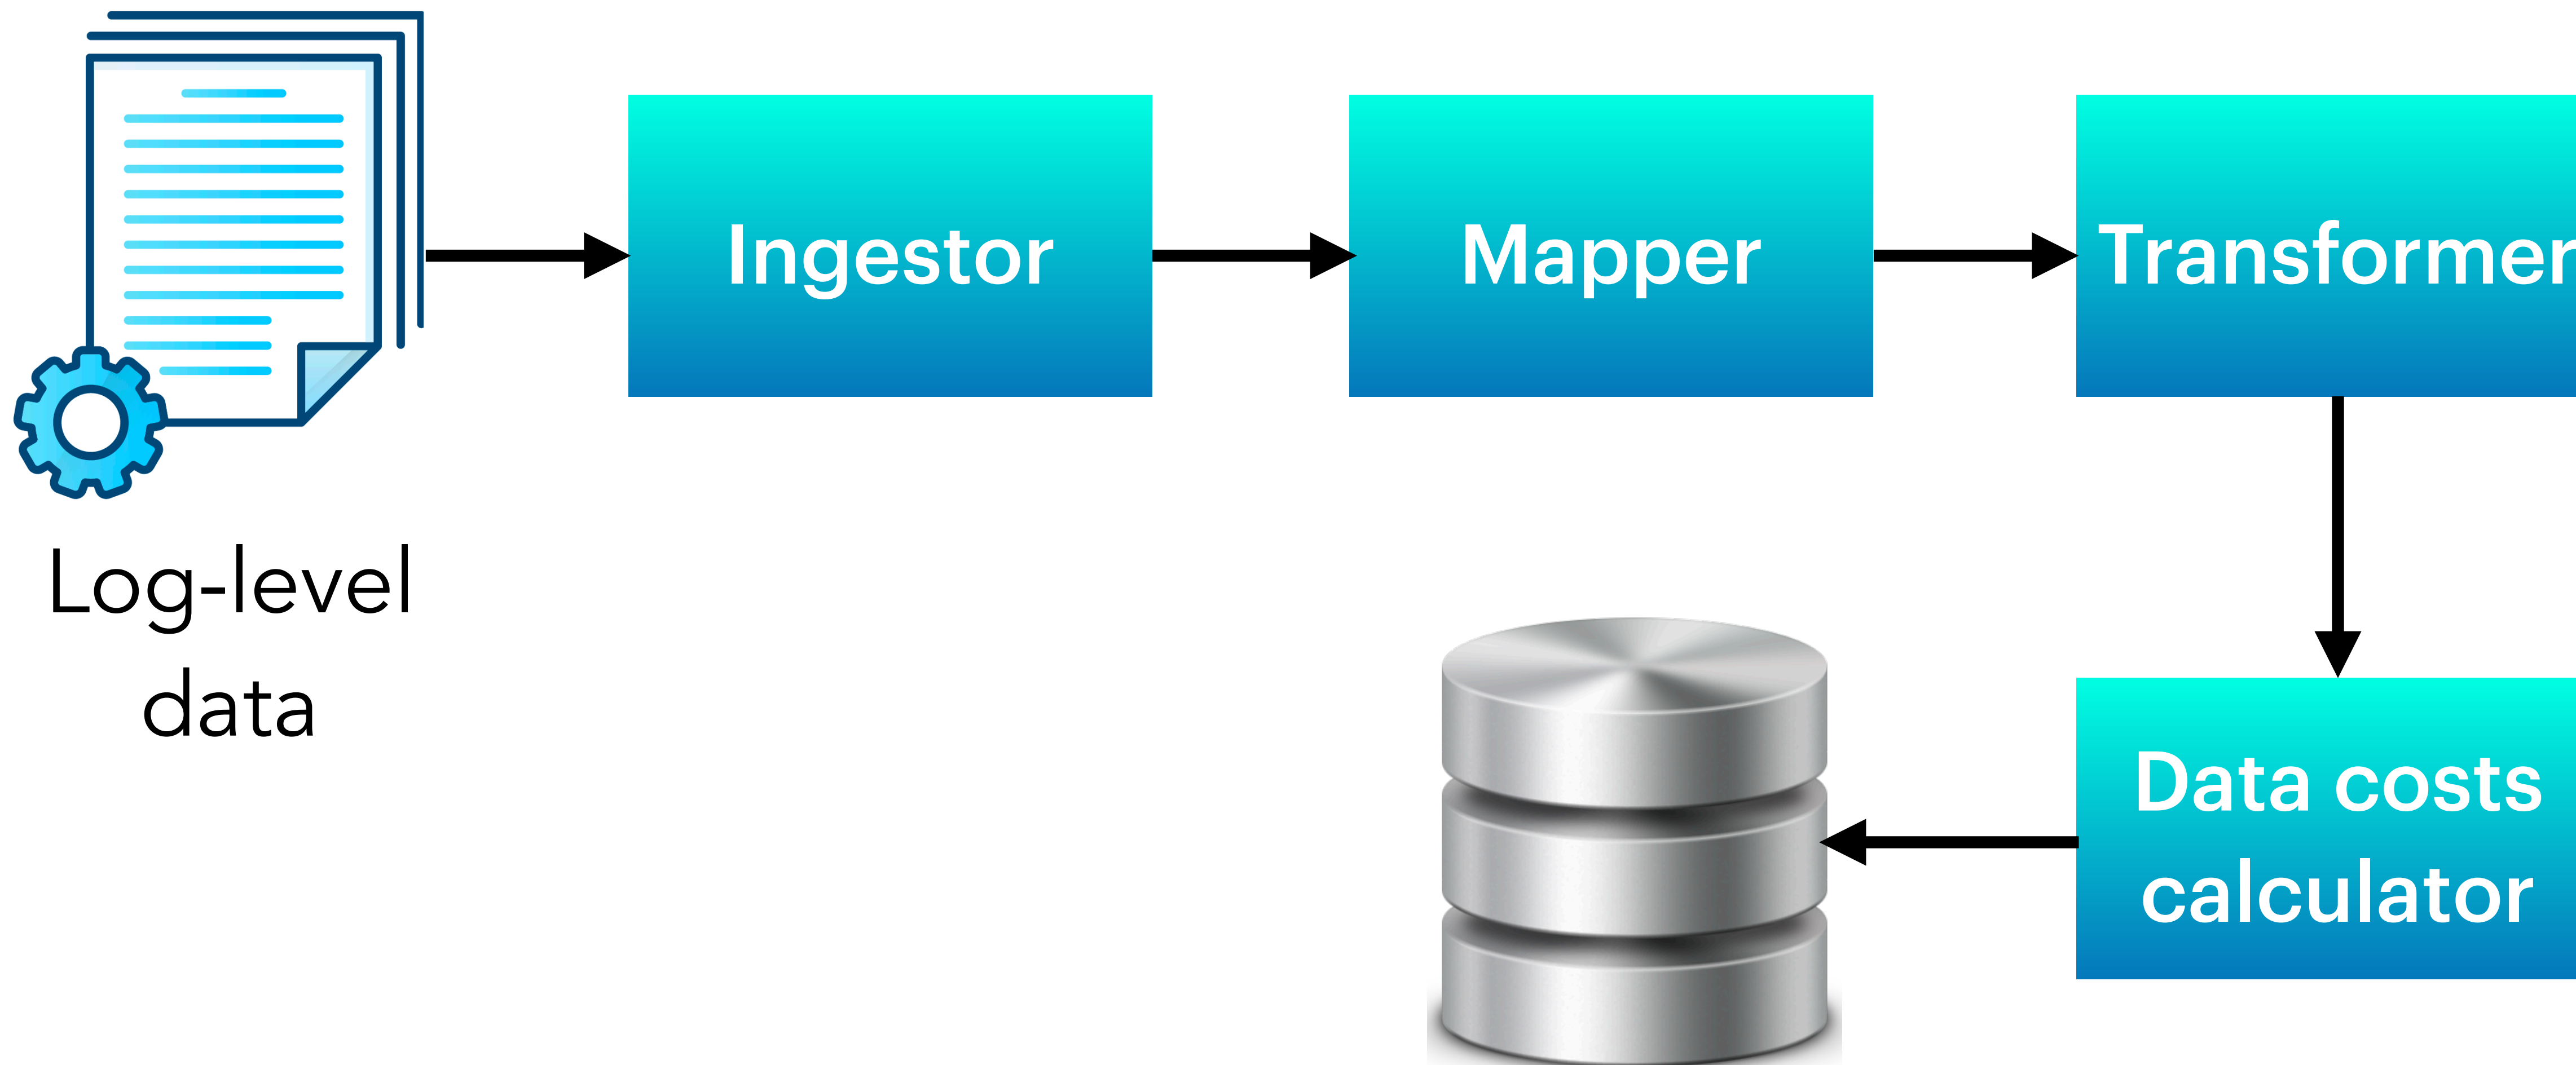 Ingestor
Mapper
Transformer
Log-level
data
Data costs
calculator